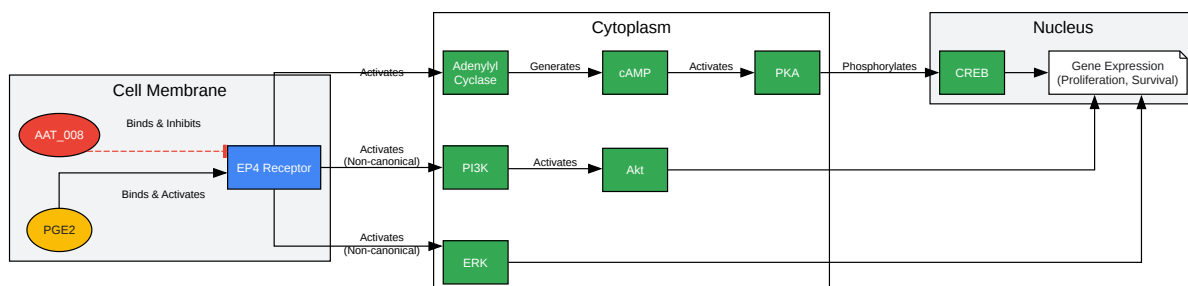 Cell Membrane
AAT_008
Binds & Inhibits
EP4 Receptor
Binds & Activates
PGE2
Activates
Activates
(Non-canonical)
Activates
(Non-canonical)
Cytoplasm
Adenylyl
Cyclase
Generates
cAMP
Activates
PKA
Phosphorylates
PI3K
Activates
Akt
ERK
Nucleus
CREB
Gene Expression
(Proliferation, Survival)